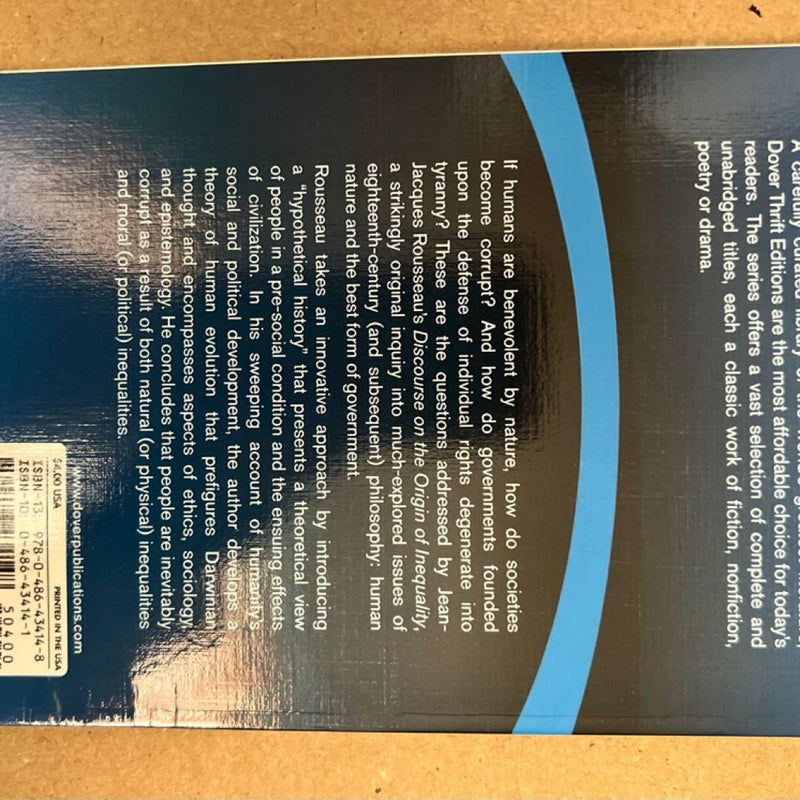 Dover Thrift Editions are the most affordable choice for today's
readers. The series offers a vast selection of complete and
unabridged titles, each a classic work of fiction, nonfiction,
poetry or drama.
If humans are benevolent by nature, how do societies
become corrupt? And how do governments founded
upon the defense of individual rights degenerate into
tyranny? These are the questions addressed by Jean-
Jacques Rousseau's Discourse on the Origin of Inequality,
a strikingly original inquiry into much-explored issues of
eighteenth-century (and subsequent) philosophy: human
nature and the best form of government.
Rousseau takes an innovative approach by introducing
a "hypothetical history" that presents a theoretical view
of people in a pre-social condition and the ensuing effects
of civilization. In his sweeping account of humanity's
social and political development, the author develops a
theory of human evolution that prefigures Darwinian
thought and encompasses aspects of ethics, sociology,
and epistemology. He concludes that people are inevitably
corrupt as a result of both natural (or physical) inequalities
and moral (or political) inequalities.
www.doverpublications.com
$4.00 USA PRINTED IN THE USA
ISBN-13: 978-0-486-43414-8
ISBN-10: 0-486-43414-1
50400